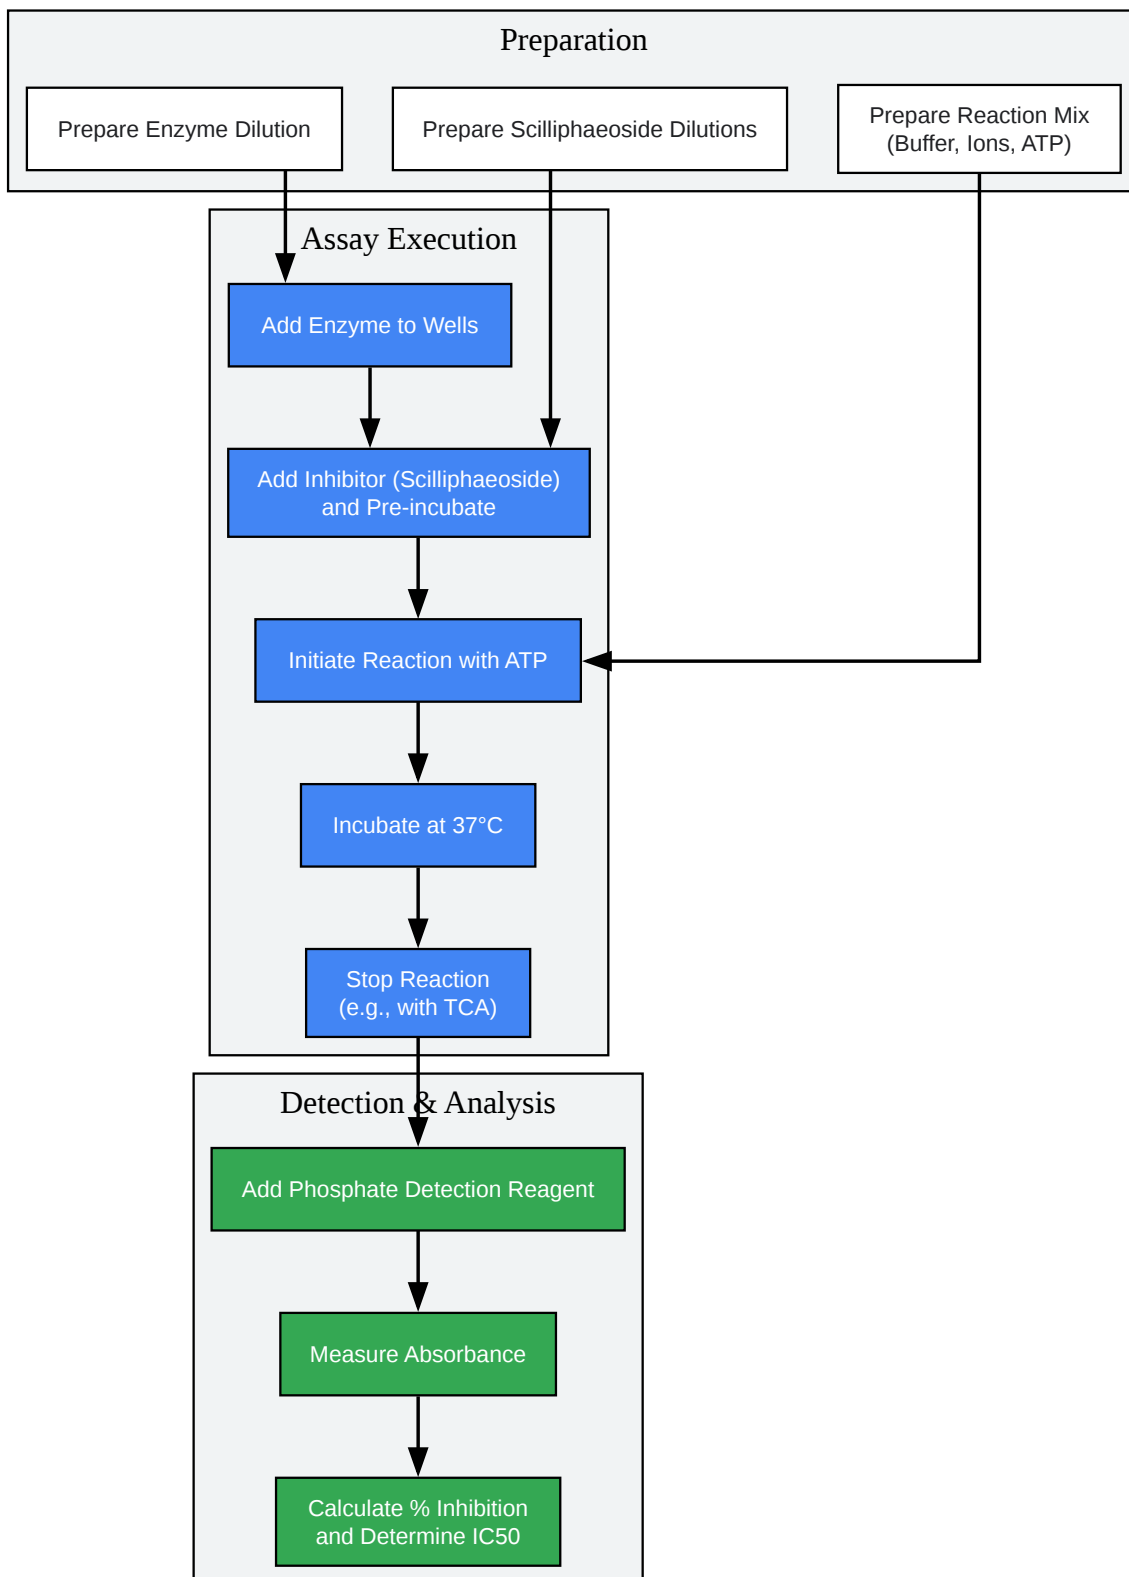 Preparation
Prepare Enzyme Dilution
Prepare Scilliphaeoside Dilutions
Prepare Reaction Mix
(Buffer, Ions, ATP)
Assay Execution
Add Enzyme to Wells
Add Inhibitor (Scilliphaeoside)
and Pre-incubate
Initiate Reaction with ATP
Incubate at 37°C
Stop Reaction
(e.g., with TCA)
Detection & Analysis
Add Phosphate Detection Reagent
Measure Absorbance
Calculate % Inhibition
and Determine IC50